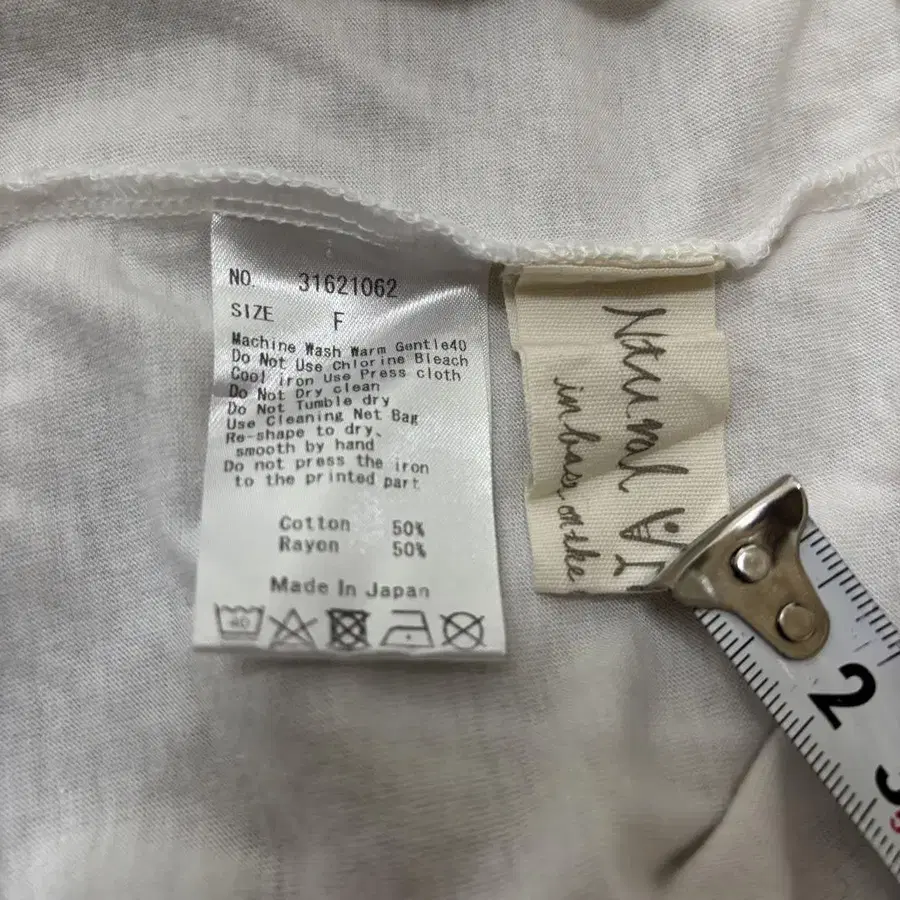 NO. 31621062
SIZE F
Machine Wash Warm Gentle40
Do Not Use Chlorine Bleach
Cool iron Use Press cloth
Do Not Dry clean
Do Not Tumble dry
Use Cleaning Net Bag
Re-shape to dry、
smooth by hand
Do not press the iron
to the printed part
Cotton 50%
Rayon 50%
Made In Japan
40
Natural
2